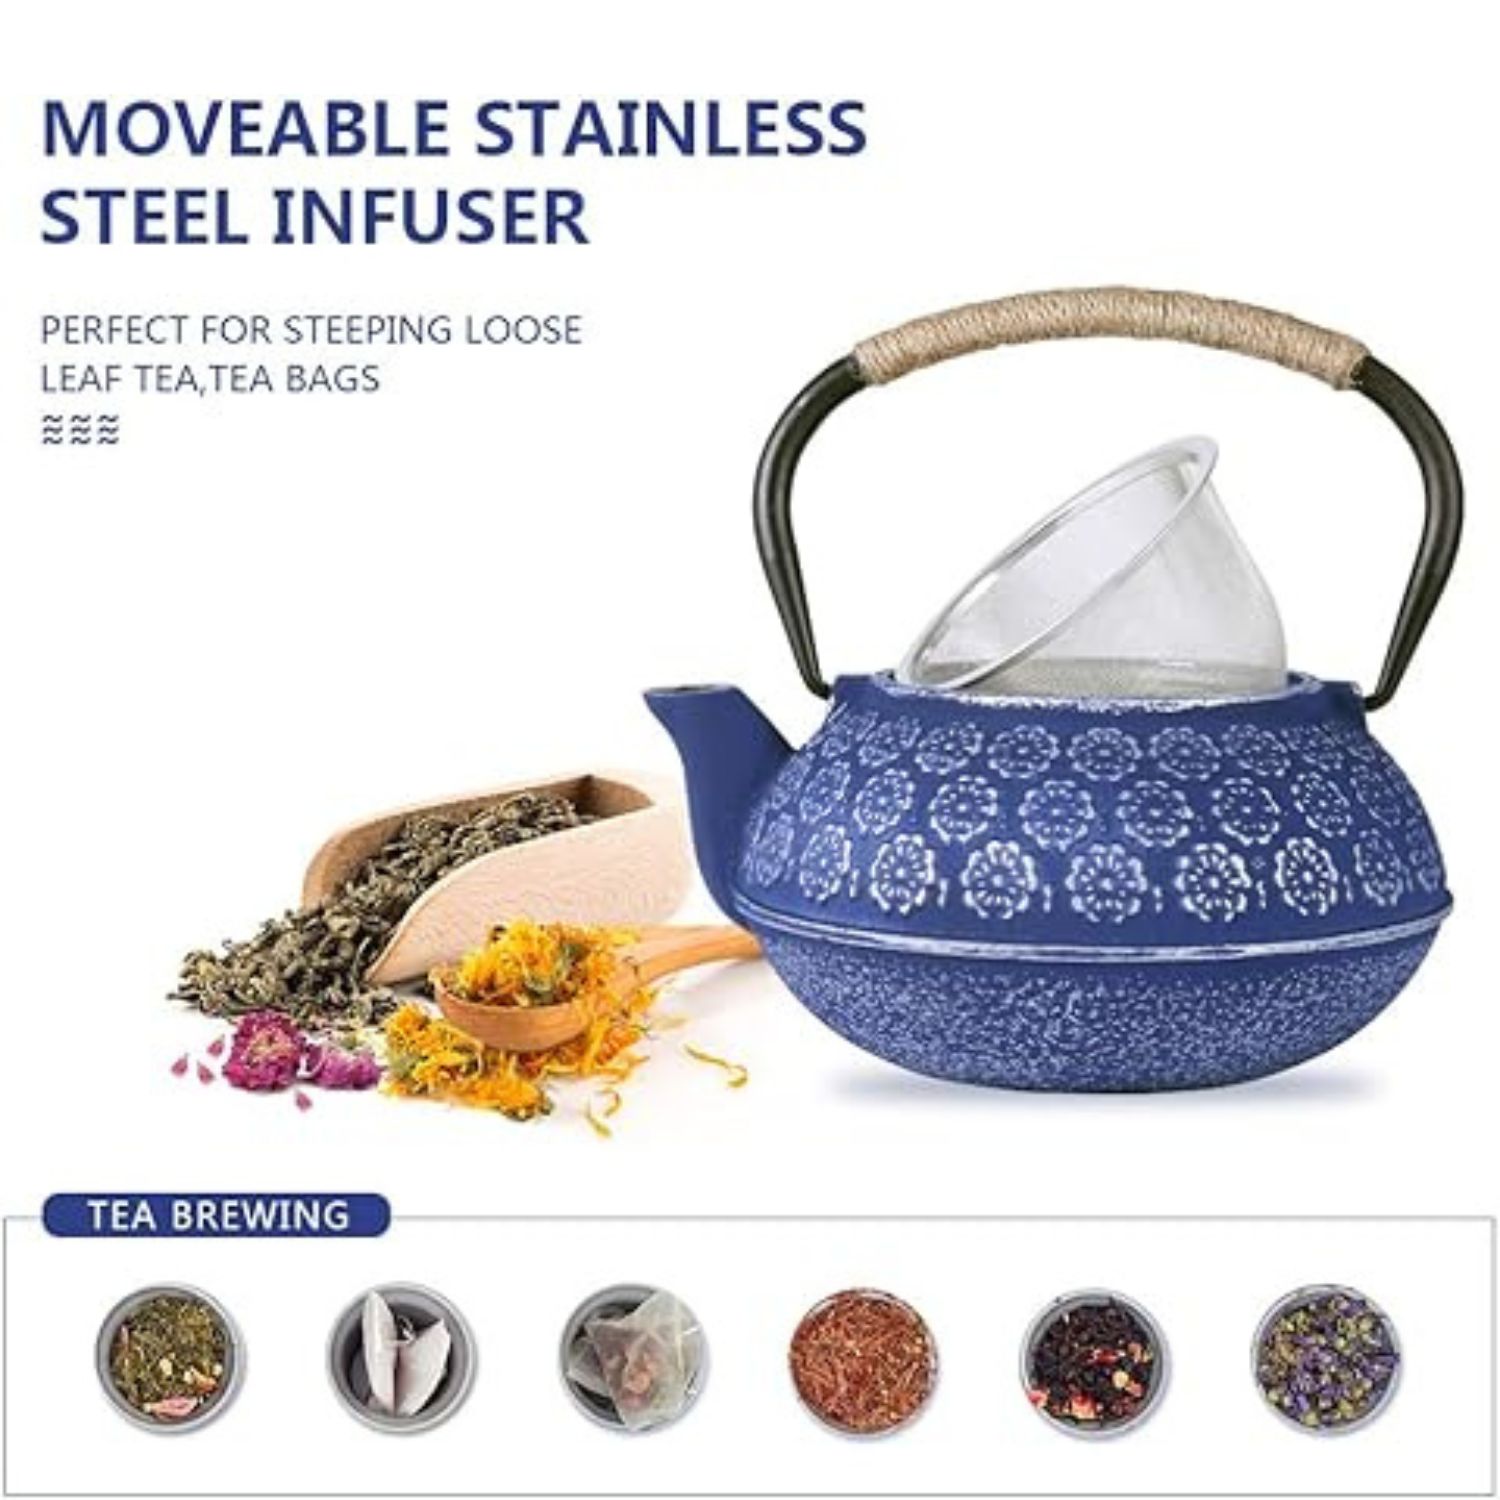 MOVEABLE STAINLESS
STEEL INFUSER
PERFECT FOR STEEPING LOOSE
LEAF TEA,TEA BAGS
TEA BREWING